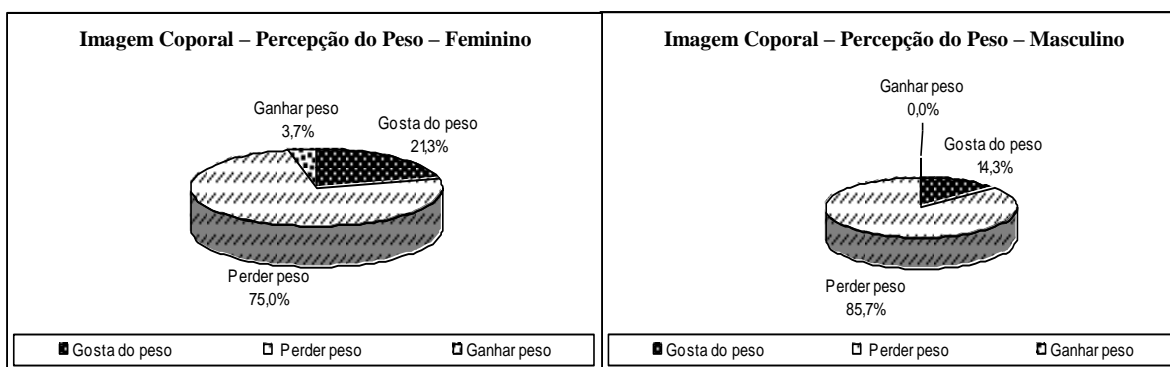 Imagem Coporal – Percepção do Peso – Feminino
Ganhar peso
3,7%
Gosta do peso
21,3%
Perder peso
75,0%
Gosta do peso
Perder peso
Ganhar peso
Imagem Coporal – Percepção do Peso – Masculino
Ganhar peso
0,0%
Gosta do peso
14,3%
Perder peso
85,7%
Gosta do peso
Perder peso
Ganhar peso